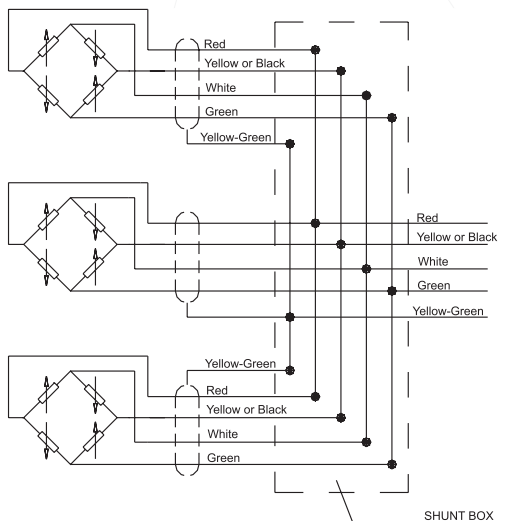 Red
Yellow or Black
White
Green
Yellow-Green
Red
Yellow or Black
White
Green
Yellow-Green
Yellow-Green
Red
Yellow or Black
White
Green
SHUNT BOX